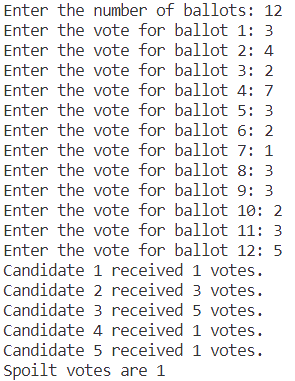 Enter the number of ballots: 12
Enter the vote for ballot 1: 3
Enter the vote for ballot 2: 4
Enter the vote for ballot 3: 2
Enter the vote for ballot 4: 7
Enter the vote for ballot 5: 3
Enter the vote for ballot 6: 2
Enter the vote for ballot 7: 1
Enter the vote for ballot 8: 3
Enter the vote for ballot 9: 3
Enter the vote for ballot 10: 2
Enter the vote for ballot 11: 3
Enter the vote for ballot 12: 5
Candidate 1 received 1 votes.
Candidate 2 received 3 votes.
Candidate 3 received 5 votes.
Candidate 4 received 1 votes.
Candidate 5 received 1 votes.
Spoilt votes are 1